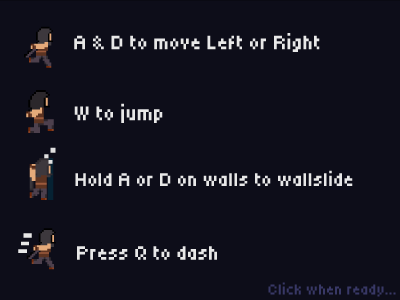 A & D to move Left or Right
W to jump
Hold A or D on walls to wallslide
Press Q to dash
Click when ready...